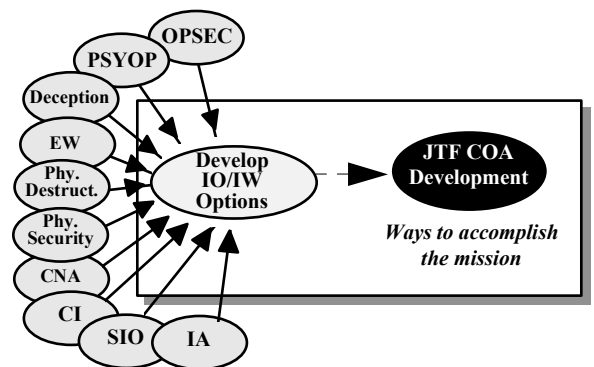 OPSEC
PSYOP
Deception
EW
Phy.
Destruct.
Phy.
Security
CNA
CI
SIO
IA
Develop
IO/IW
Options
JTF COA
Development
Ways to accomplish
the mission